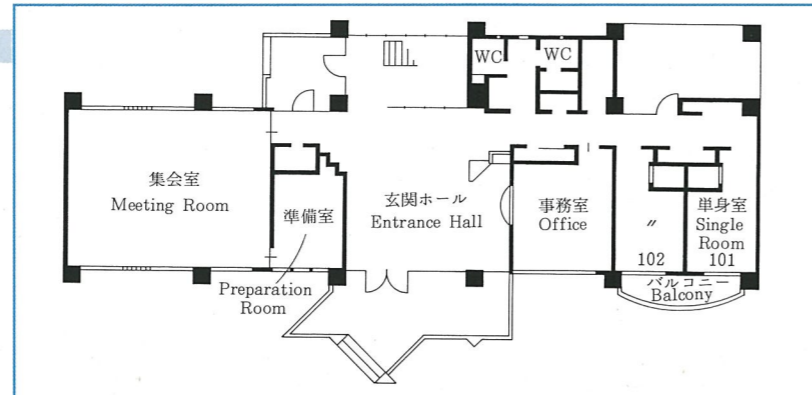 WC
WC
集会室
Meeting Room
準備室
Preparation
Room
玄関ホール
Entrance Hall
事務室
Office
〃
102
単身室
Single
Room
101
バルコニー
Balcony